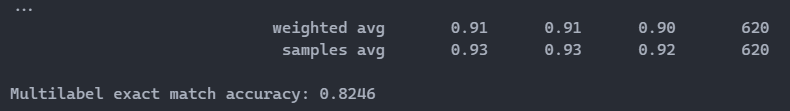 ...
weighted avg 0.91 0.91 0.90 620
samples avg 0.93 0.93 0.92 620
Multilabel exact match accuracy: 0.8246